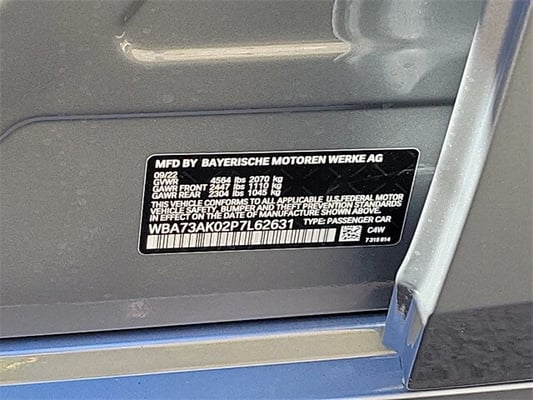 MFD BY BAYERISCHE MOTOREN WERKE AG
09/22
GVWR 4564 lbs 2070 kg
GAWR FRONT 2447 lbs 1110 kg
GAWR REAR 2304 lbs 1045 kg
THIS VEHICLE CONFORMS TO ALL APPLICABLE U.S.FEDERAL MOTOR
VEHICLE SAFETY, BUMPER AND THEFT PREVENTION STANDARDS
IN EFFECT ON THE DATE OF MANUFACTURE SHOWN ABOVE.
WBA73AK02P7L62631 TYPE: PASSENGER CAR
C4W
7 315 814